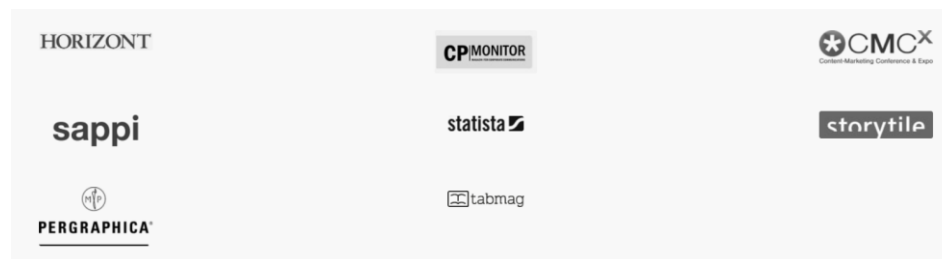 HORIZONT
CP MONITOR
CMCX
Content-Marketing Conference & Expo
sappi
statista
storytile
MP
PERGRAPHICA®
tabmag